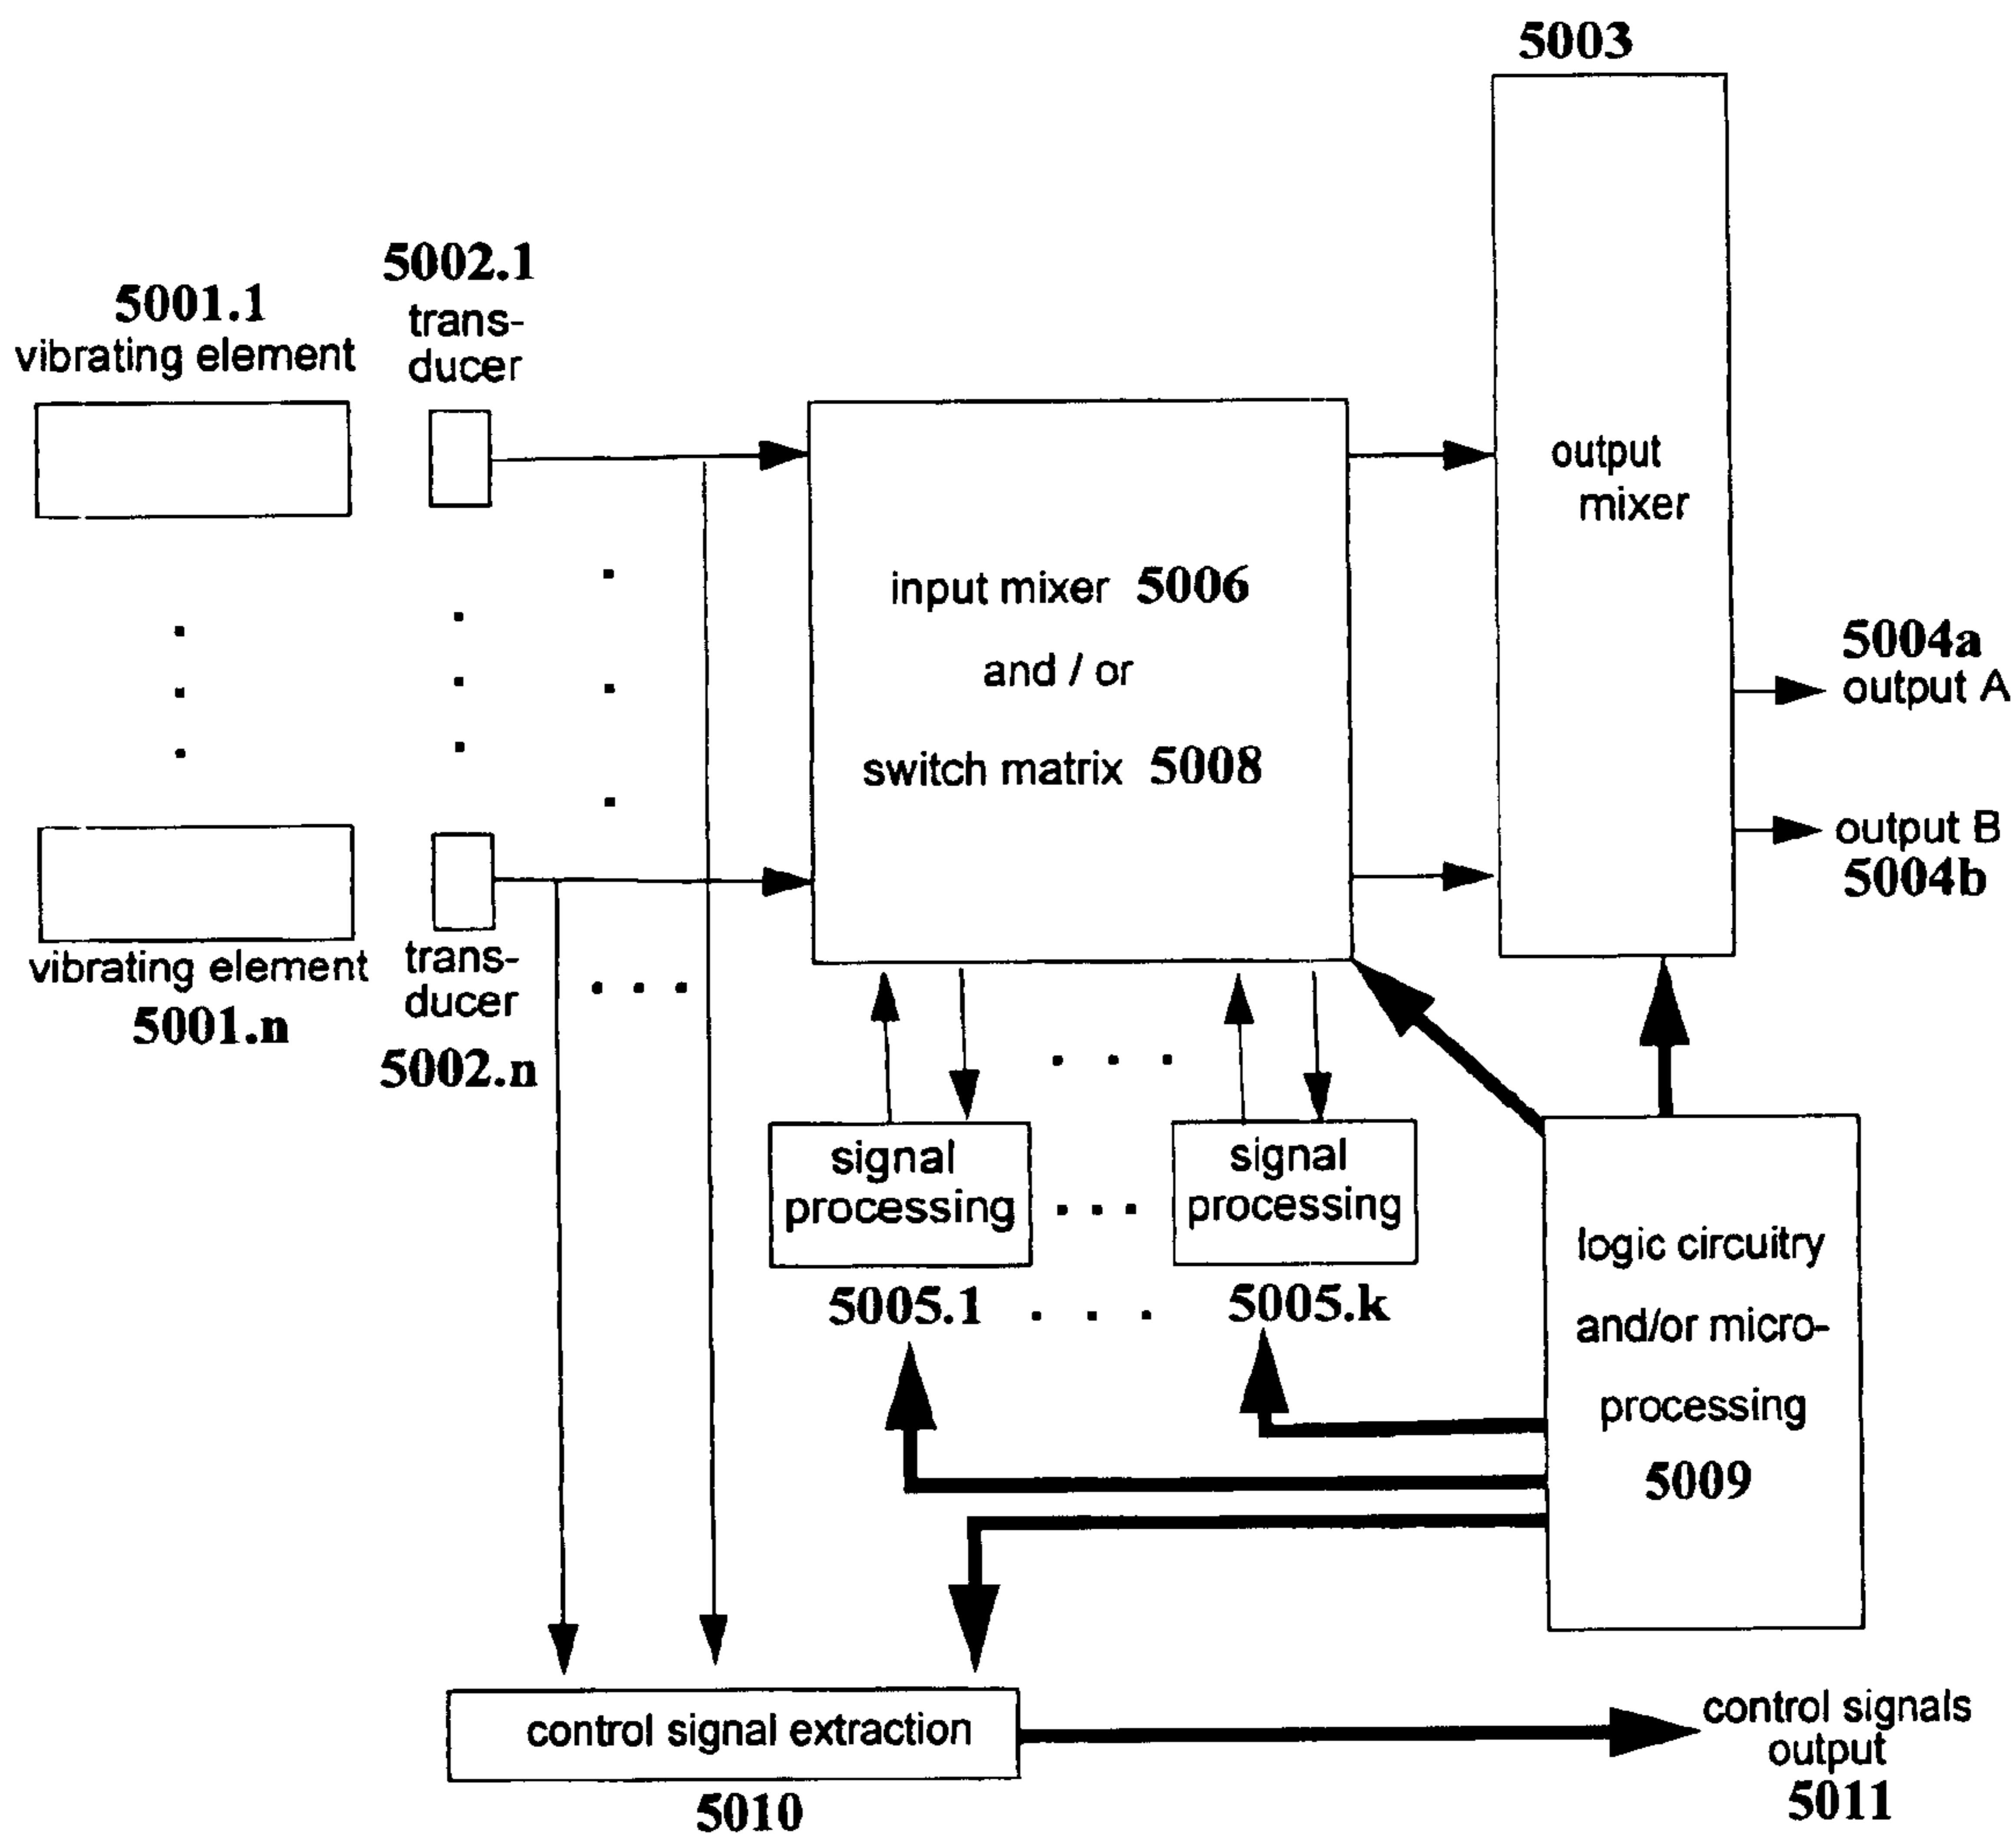 5003
5002.1
trans-
ducer
5001.1
vibrating element
output
mixer
input mixer 5006
and / or
switch matrix 5008
5004a
output A
output B
5004b
vibrating element
5001.n
trans-
ducer
5002.n
signal
processing
5005.1
signal
processing
5005.k
logic circuitry
and/or micro-
processing
5009
control signal extraction
5010
control signals
output
5011